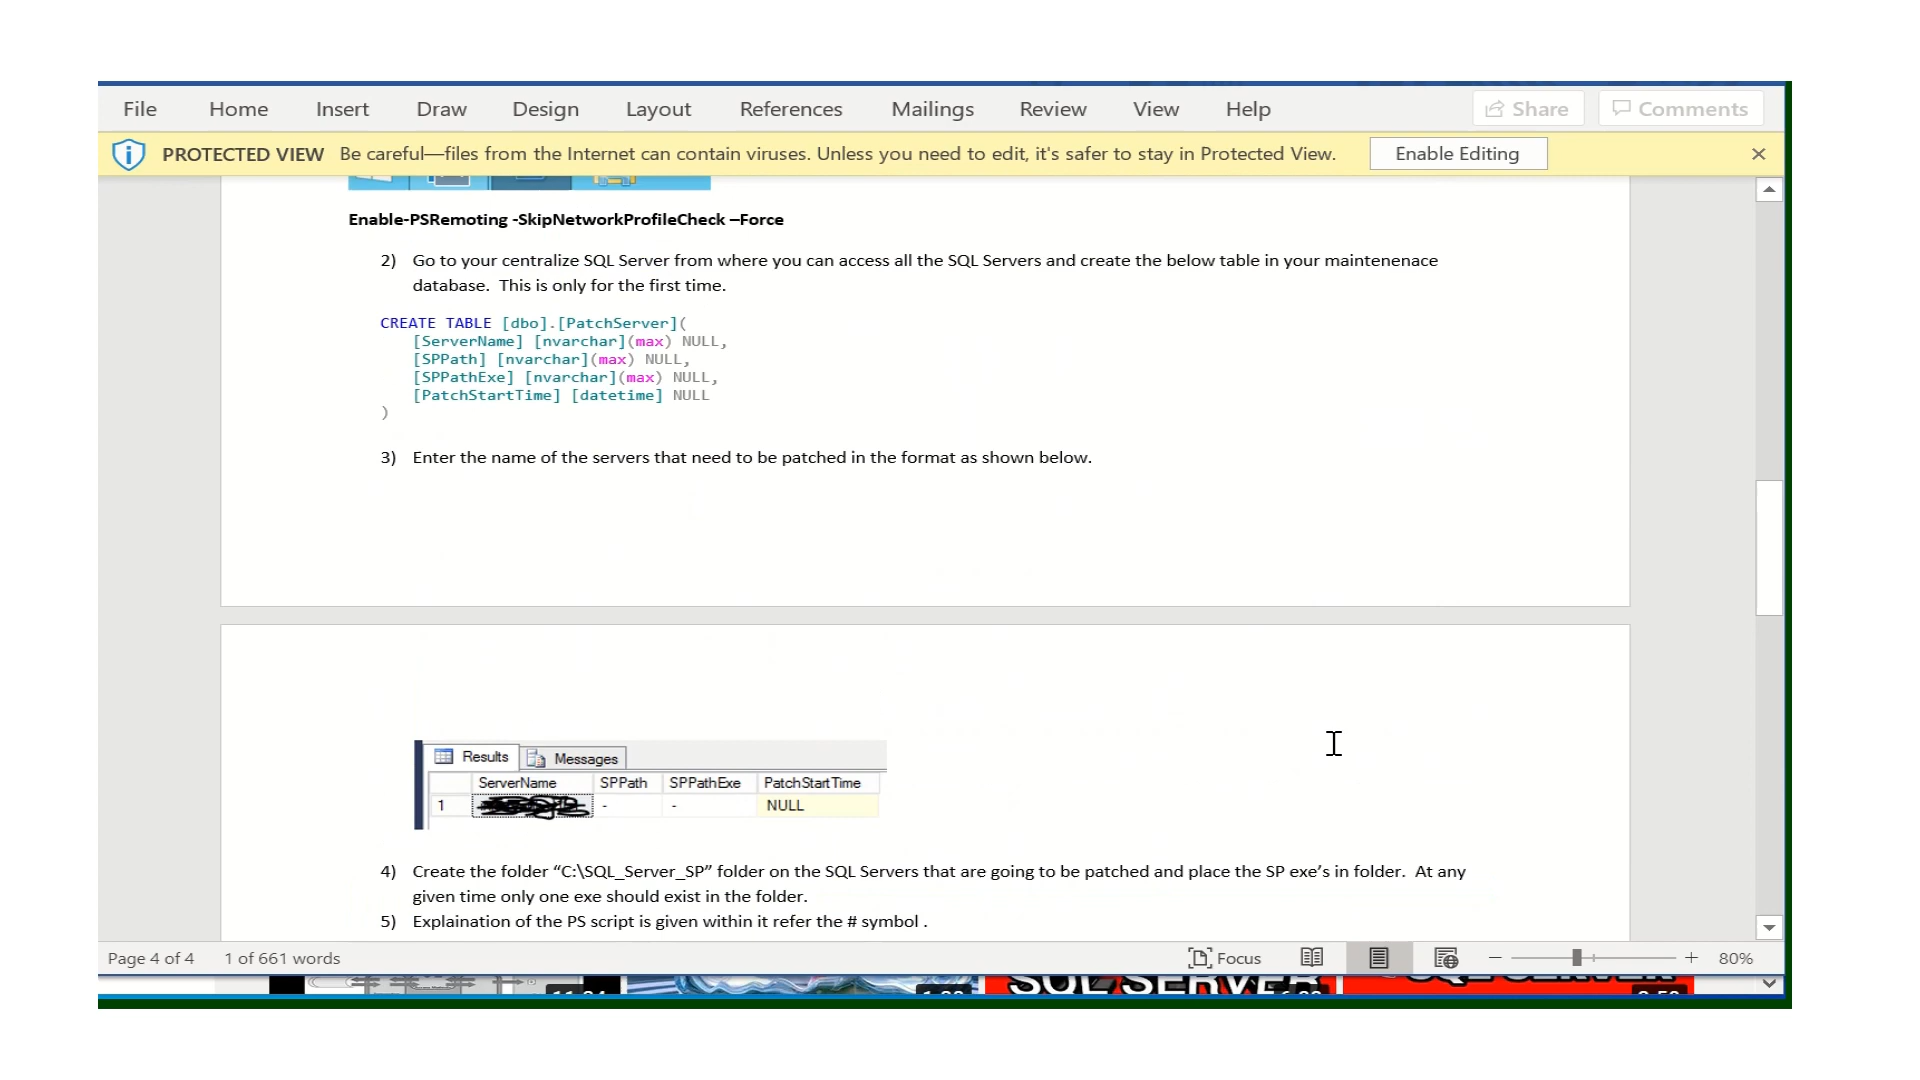 File Home Insert Draw Design Layout References Mailings Review View Help Share Comments
PROTECTED VIEW Be careful—files from the Internet can contain viruses. Unless you need to edit, it's safer to stay in Protected View. Enable Editing
Enable-PSRemoting -SkipNetworkProfileCheck –Force
2) Go to your centralize SQL Server from where you can access all the SQL Servers and create the below table in your maintenenace
database. This is only for the first time.
CREATE TABLE [dbo].[PatchServer](
[ServerName] [nvarchar](max) NULL,
[SPPath] [nvarchar](max) NULL,
[SPPathExe] [nvarchar](max) NULL,
[PatchStartTime] [datetime] NULL
)
3) Enter the name of the servers that need to be patched in the format as shown below.
Results Messages
ServerName SPPath SPPathExe PatchStartTime
1 - - NULL
4) Create the folder “C:\SQL_Server_SP” folder on the SQL Servers that are going to be patched and place the SP exe’s in folder. At any
given time only one exe should exist in the folder.
5) Explaination of the PS script is given within it refer the # symbol .
Page 4 of 4 1 of 661 words Focus 80%
SQL SERVER SQL SERVER